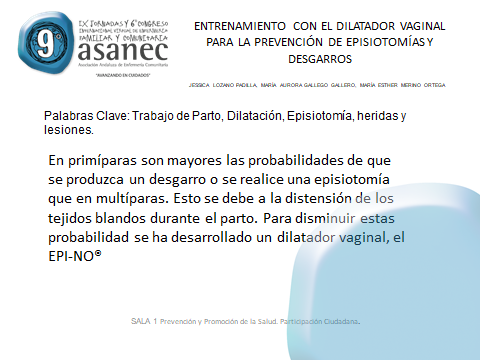 IX JORNADAS Y 6º CONGRESO
INTERNACIONAL VIRTUAL DE ENFERMERÍA
FAMILIAR Y COMUNITARIA
9
asanec
Asociación Andaluza de Enfermería Comunitaria
"AVANZANDO EN CUIDADOS"
ENTRENAMIENTO CON EL DILATADOR VAGINAL
PARA LA PREVENCIÓN DE EPISIOTOMÍAS Y
DESGARROS
JESSICA LOZANO PADILLA, MARÍA AURORA GALLEGO GALLERO, MARÍA ESTHER MERINO ORTEGA
Palabras Clave: Trabajo de Parto, Dilatación, Episiotomía, heridas y
lesiones.
En primíparas son mayores las probabilidades de que
se produzca un desgarro o se realice una episiotomía
que en multíparas. Esto se debe a la distensión de los
tejidos blandos durante el parto. Para disminuir estas
probabilidad se ha desarrollado un dilatador vaginal, el
EPI-NO®
SALA 1 Prevención y Promoción de la Salud. Participación Ciudadana.